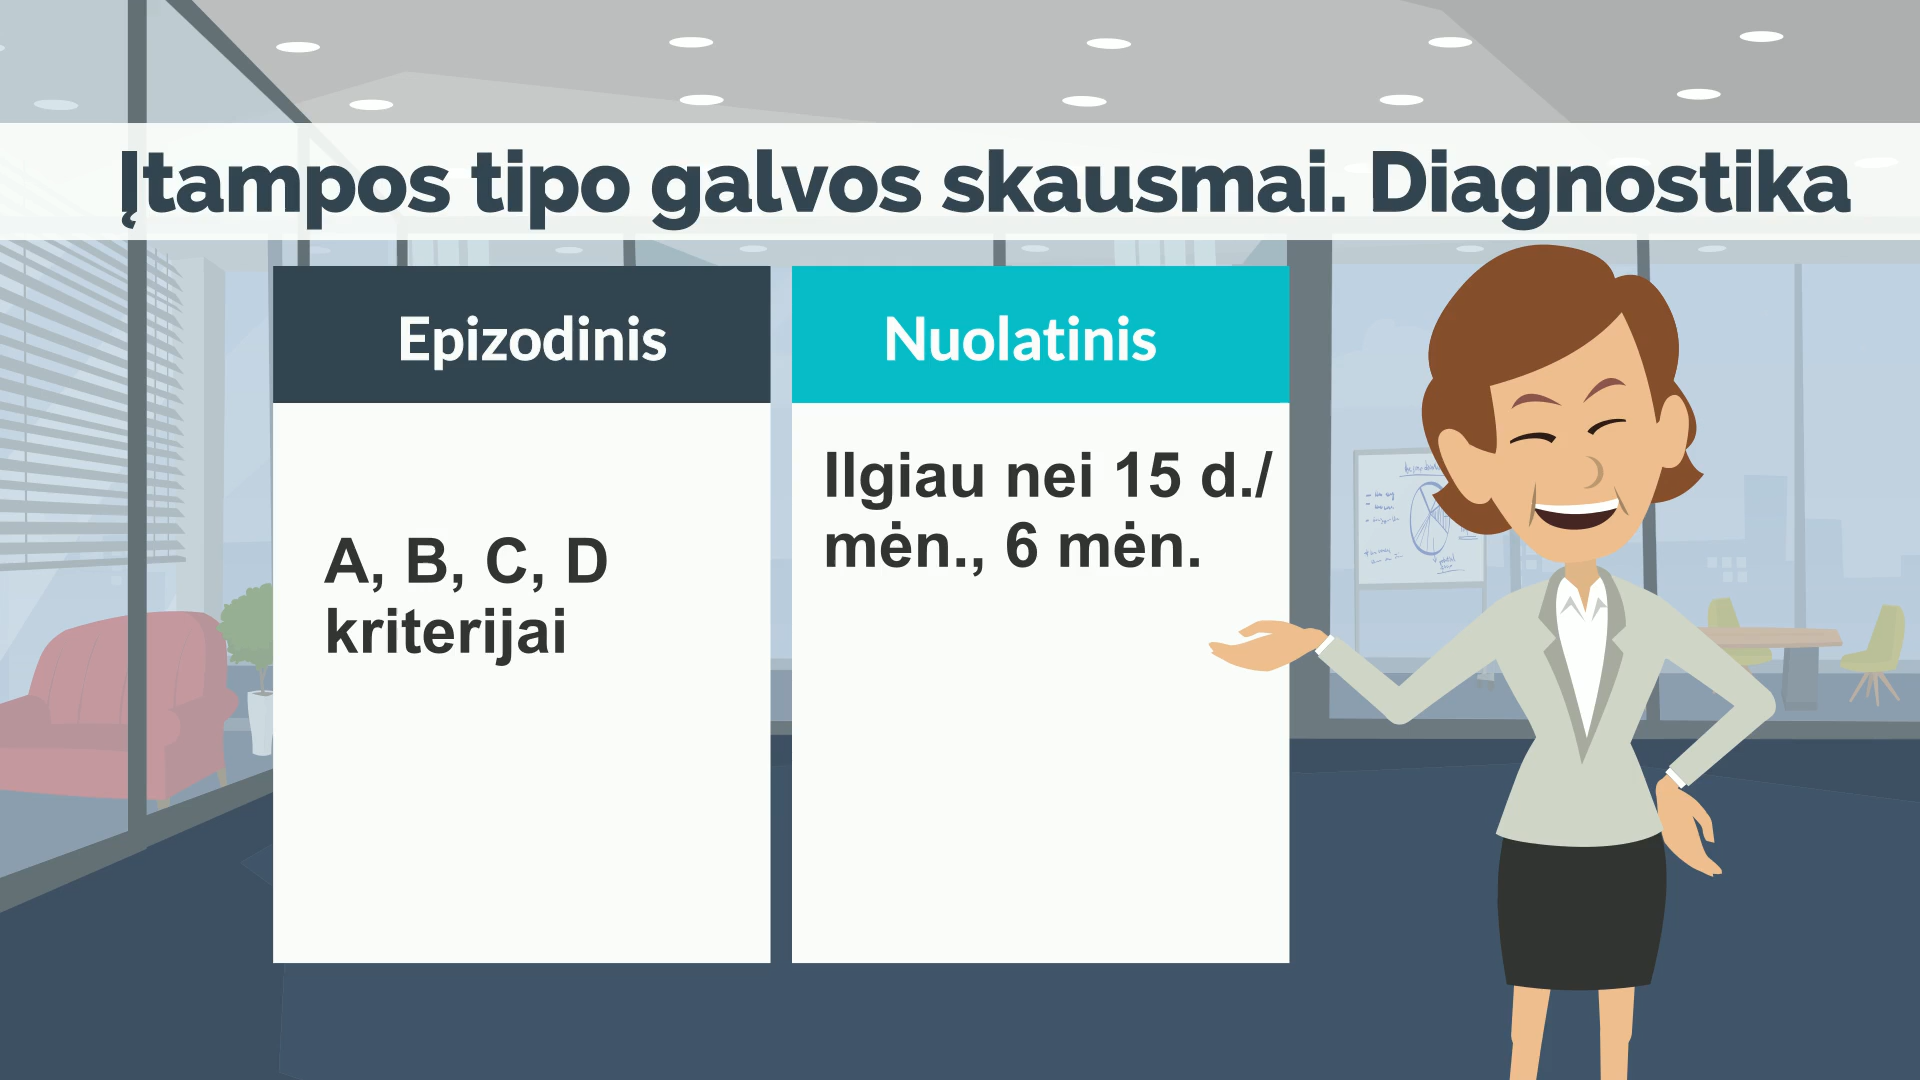 Įtampos tipo galvos skausmai. Diagnostika
Epizodinis
Nuolatinis
A, B, C, D
kriterijai
Ilgiau nei 15 d./
mėn., 6 mėn.